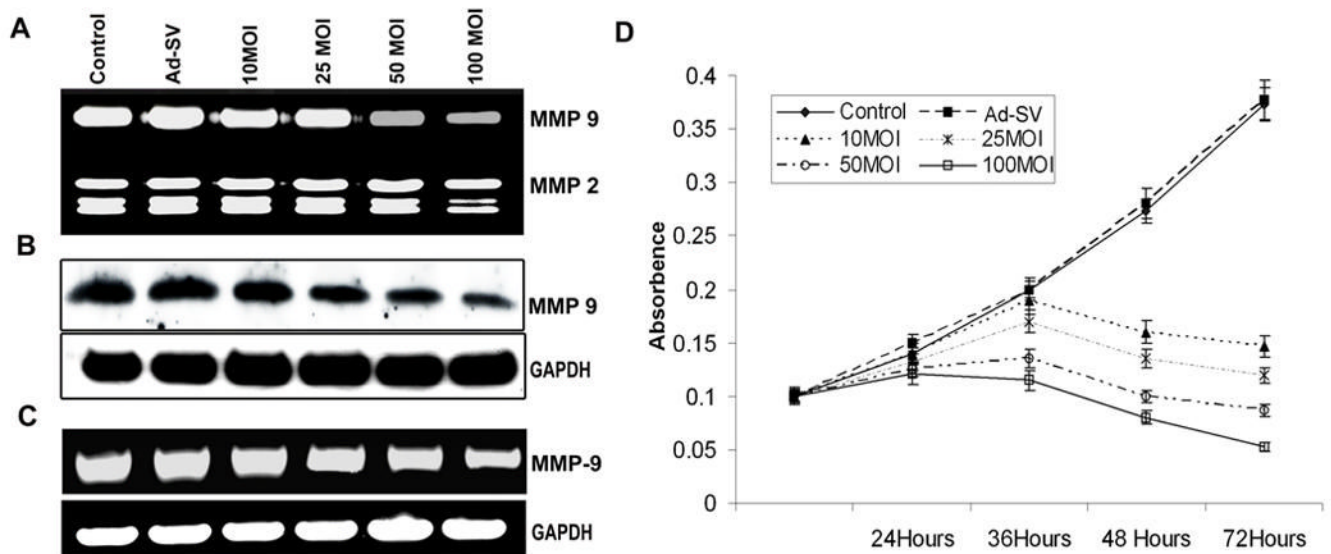 A
Control
Ad-SV
10MOI
25 MOI
50 MOI
100 MOI
MMP 9
MMP 2
B
MMP 9
GAPDH
C
MMP-9
GAPDH
D
Absorbence
0.4
0.35
0.3
0.25
0.2
0.15
0.1
0.05
0
Control Ad-SV
10MOI 25MOI
50MOI 100MOI
24Hours 36Hours 48 Hours 72Hours